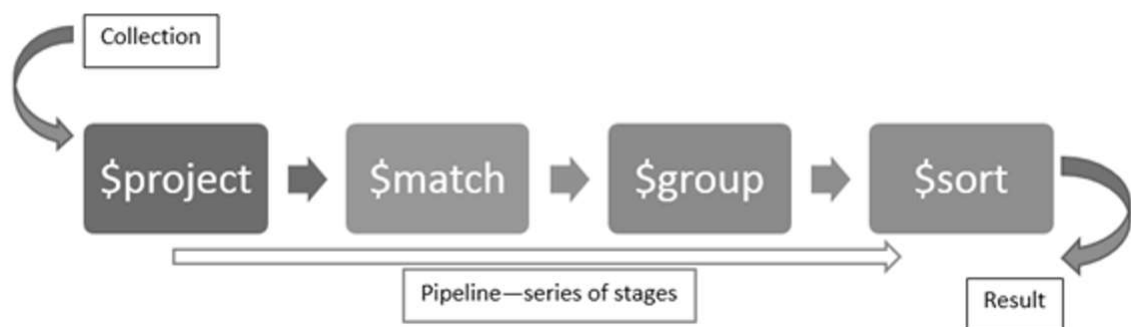 Collection
$project
$match
$group
$sort
Pipeline—series of stages
Result